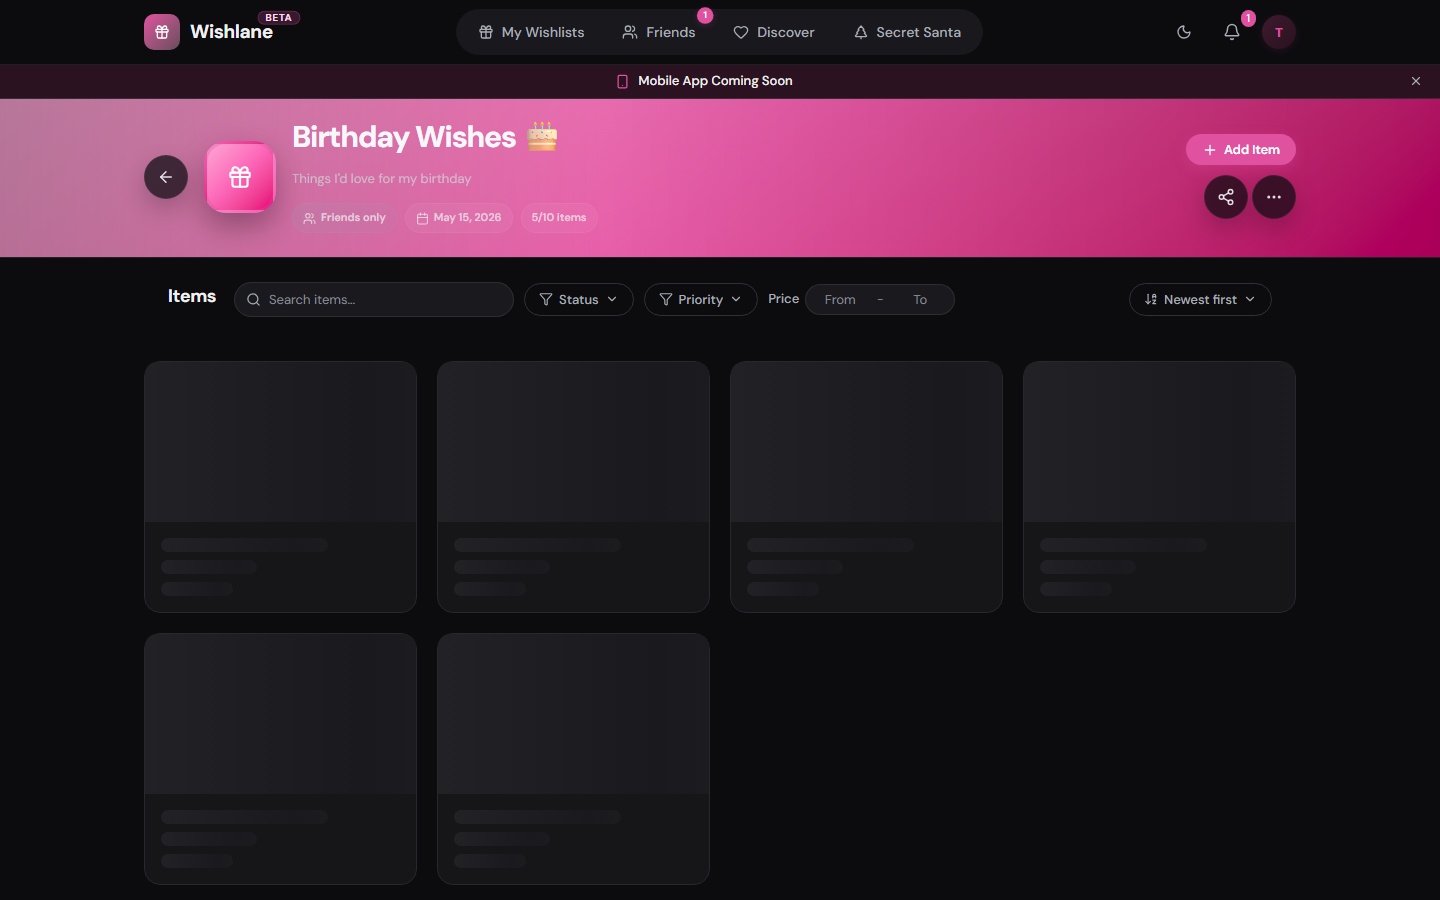 Wishlane
BETA
My Wishlists
Friends
1
Discover
Secret Santa
1
T
Mobile App Coming Soon
Birthday Wishes 🎂
Things I'd love for my birthday
Friends only
May 15, 2026
5/10 Items
Add Item
Items
Search items...
Status
Priority
Price
From - To
Newest first